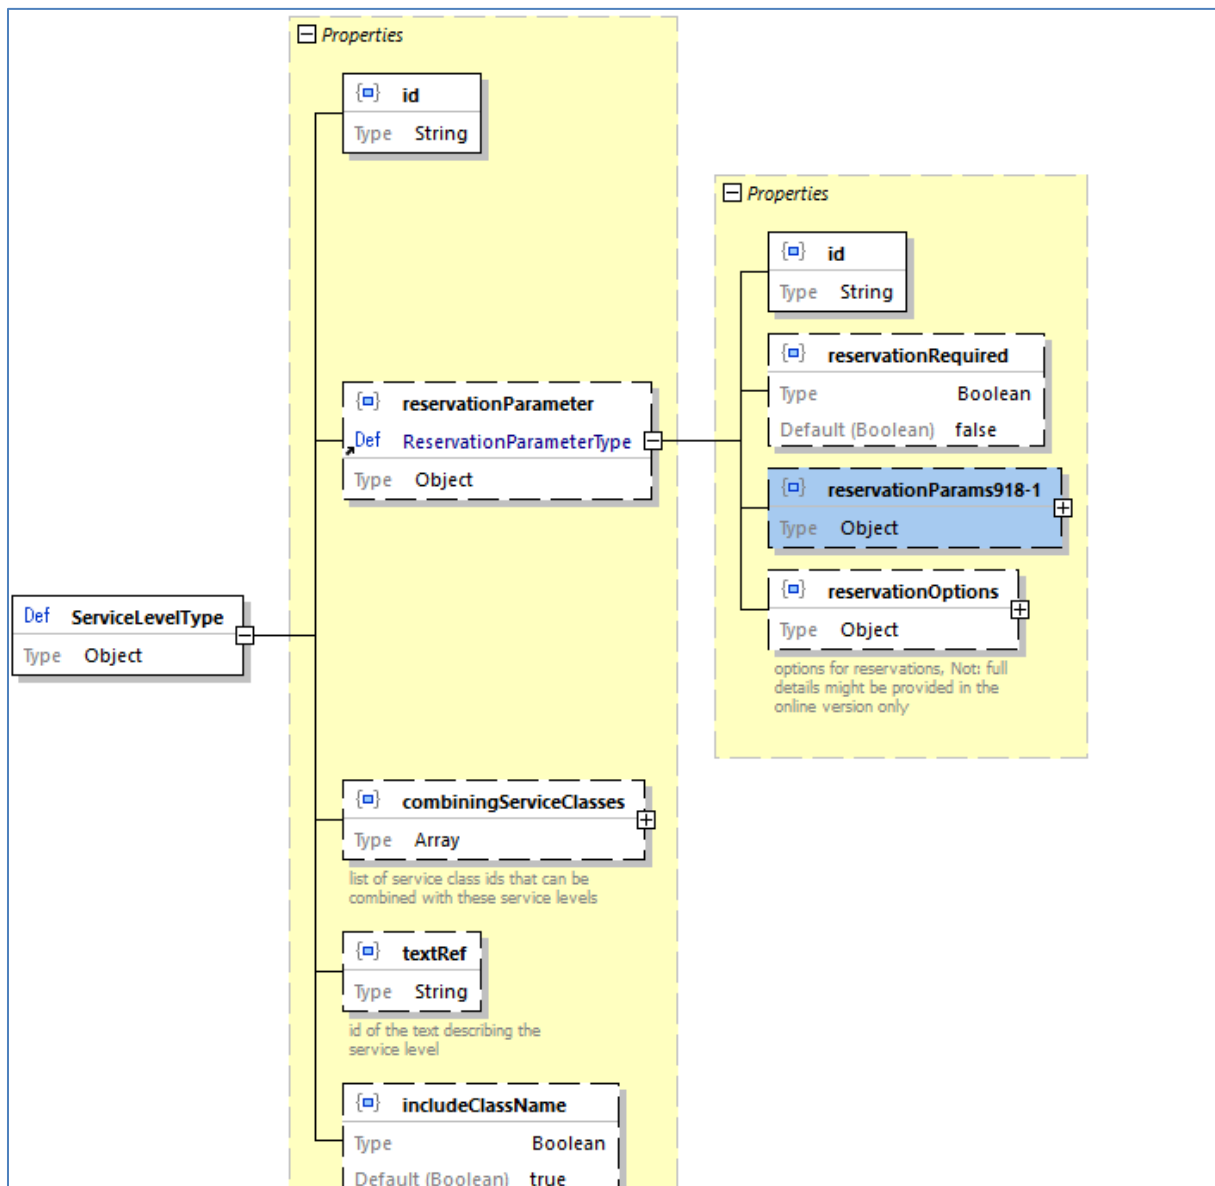 Properties
id
Type String
Properties
id
Type String
reservationRequired
Type Boolean
Default (Boolean) false
reservationParameter
Def ReservationParameterType
Type Object
reservationParams918-1
Type Object
reservationOptions
Type Object
options for reservations, Not: full
details might be provided in the
online version only
Def ServiceLevelType
Type Object
combiningServiceClasses
Type Array
list of service class ids that can be
combined with these service levels
textRef
Type String
id of the text describing the
service level
includeClassName
Type Boolean
Default (Boolean) true